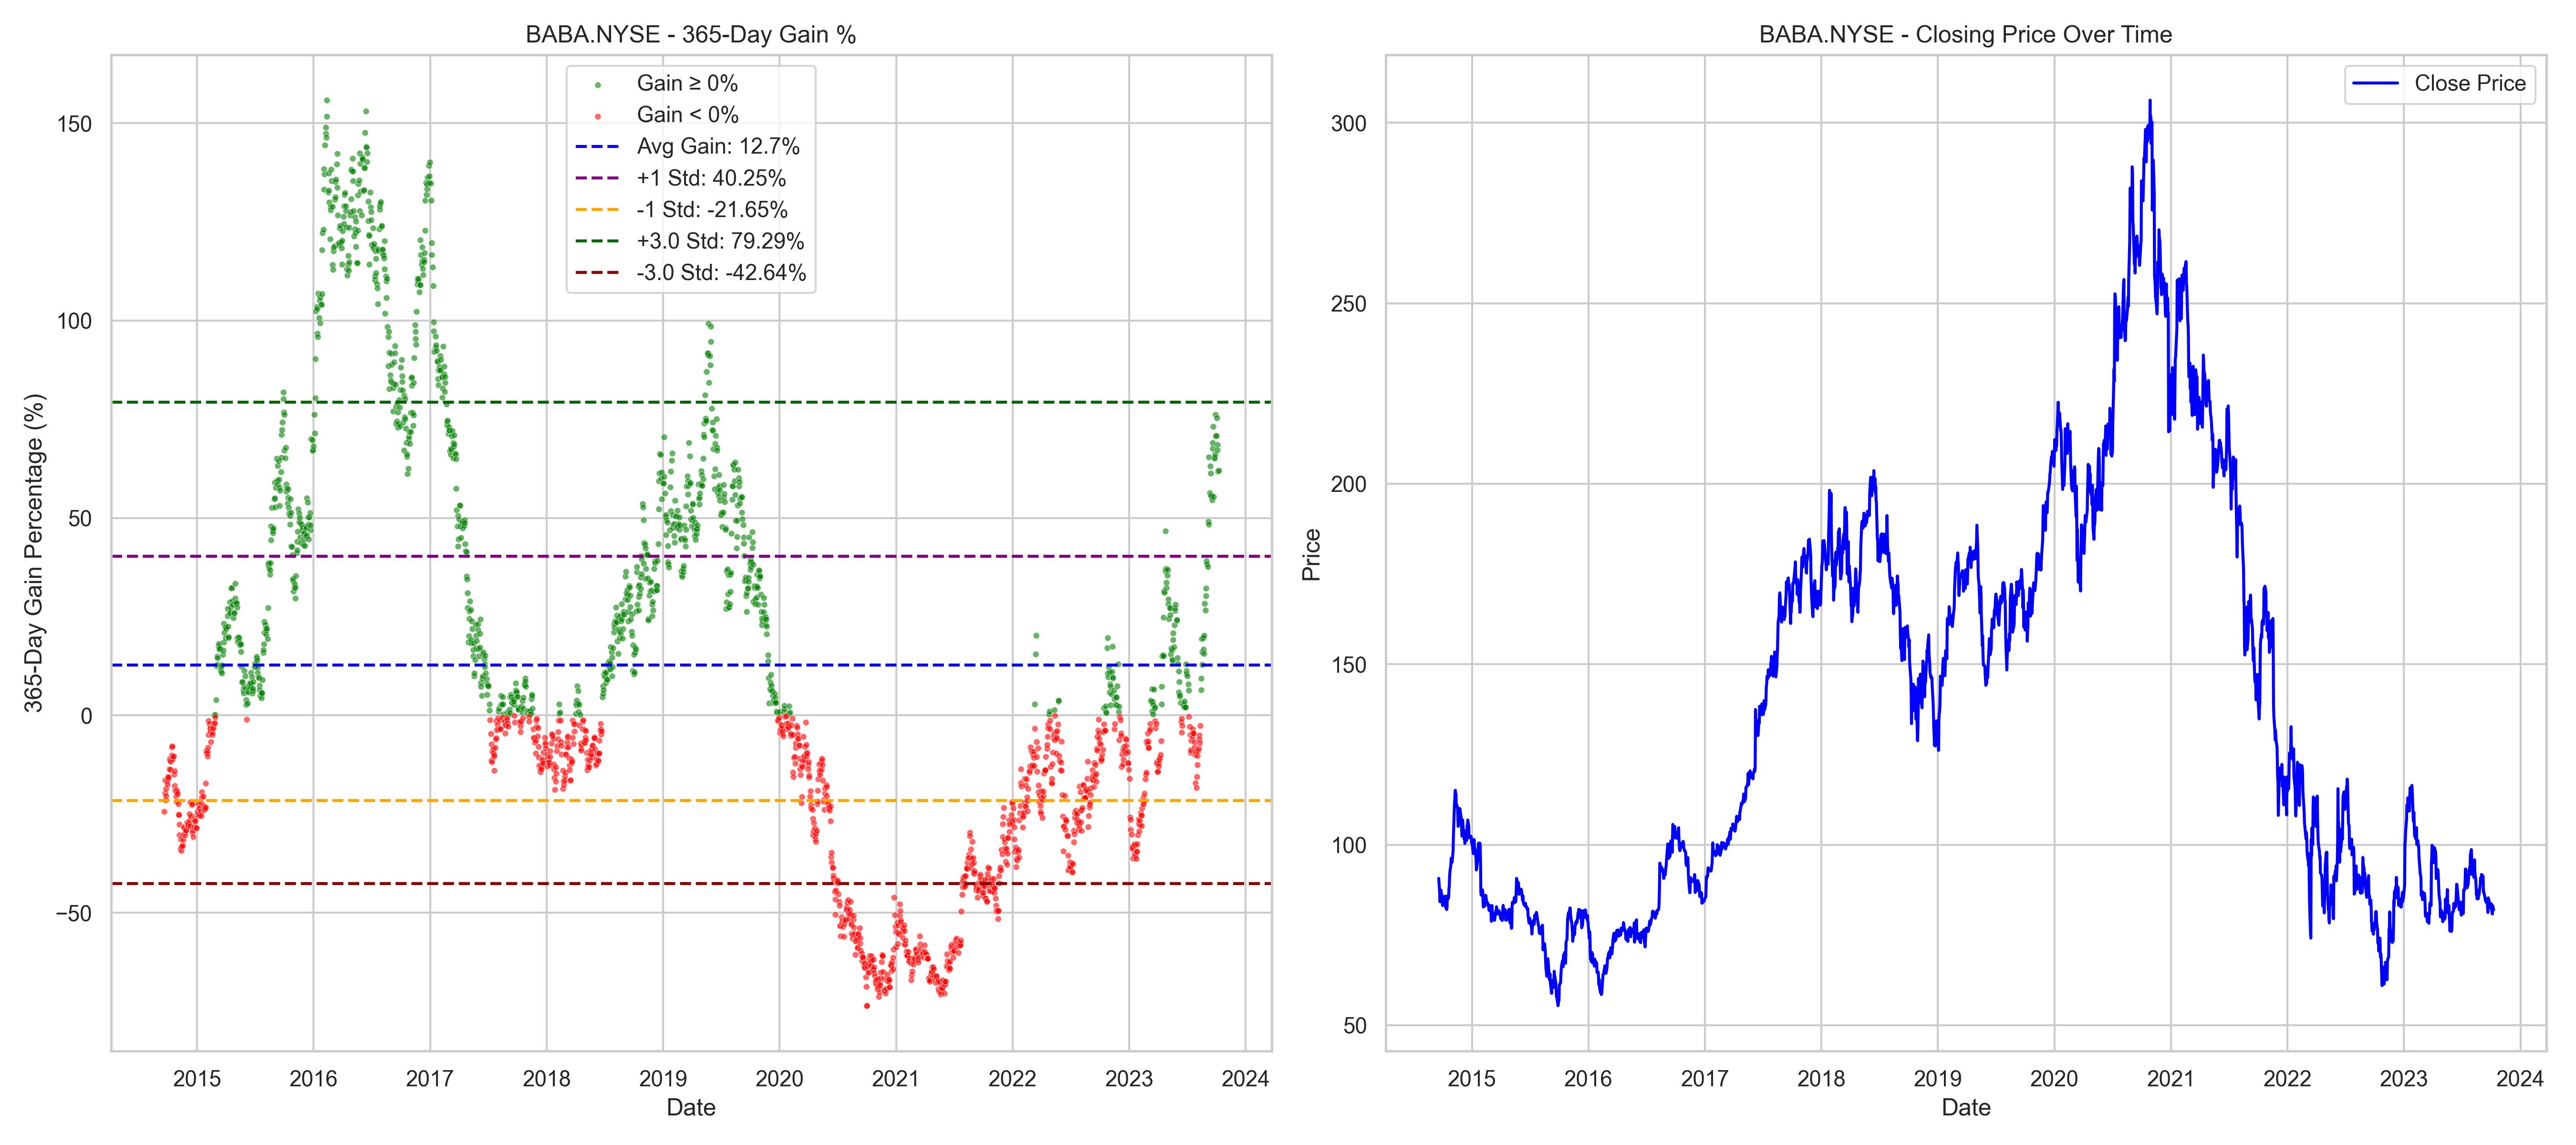 BABA.NYSE - 365-Day Gain %
365-Day Gain Percentage (%)
150
100
50
0
−50
Gain ≥ 0%
Gain < 0%
Avg Gain: 12.7%
+1 Std: 40.25%
-1 Std: -21.65%
+3.0 Std: 79.29%
-3.0 Std: -42.64%
2015 2016 2017 2018 2019 2020 2021 2022 2023 2024
Date
BABA.NYSE - Closing Price Over Time
Price
300
250
200
150
100
50
Close Price
2015 2016 2017 2018 2019 2020 2021 2022 2023 2024
Date